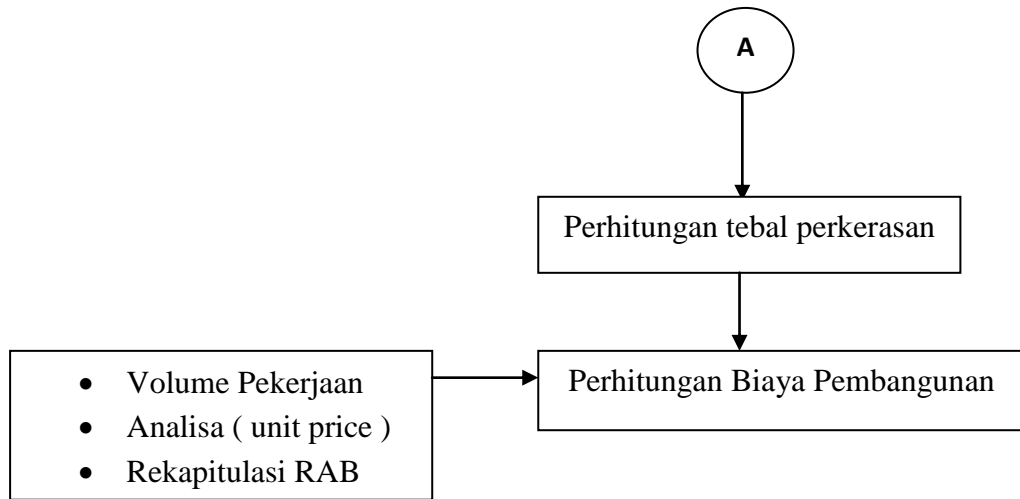 A
Perhitungan tebal perkerasan
Perhitungan Biaya Pembangunan
• Volume Pekerjaan
• Analisa ( unit price )
• Rekapitulasi RAB